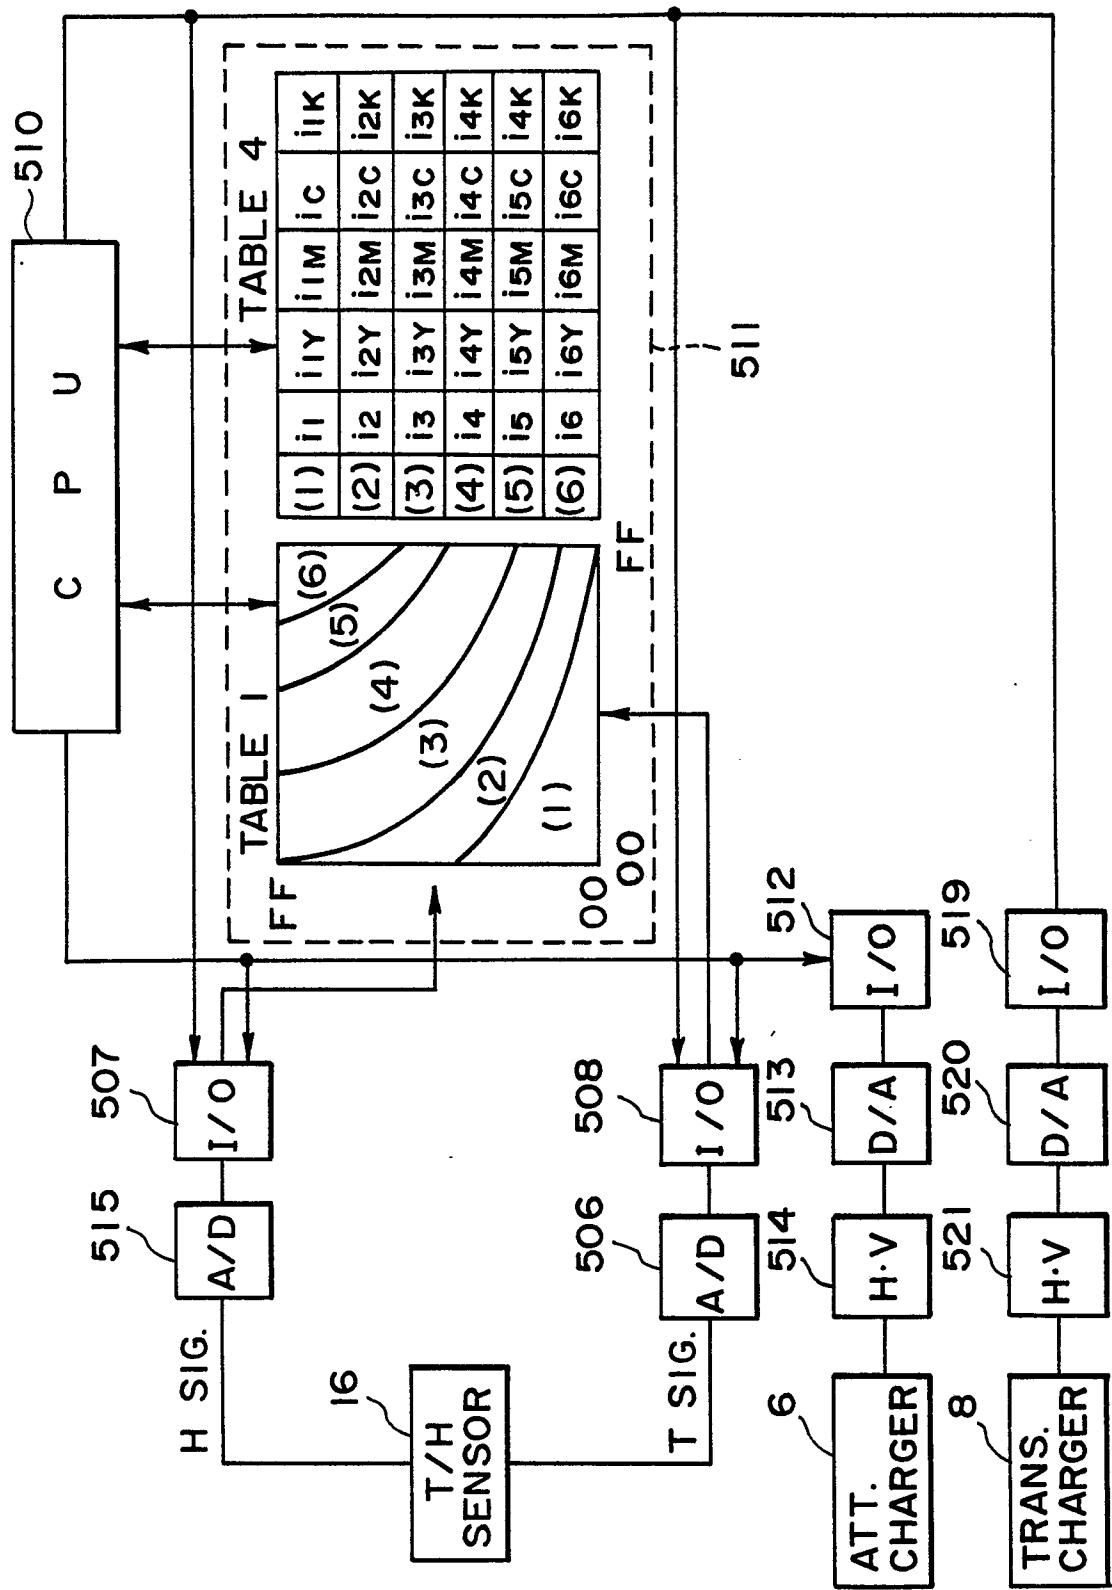 510
C P U
TABLE 1
TABLE 4
FF
(6)
(5)
(4)
(3)
(2)
(1)
00
00
FF
(1) i1 i1Y i1M iC i1K
(2) i2 i2Y i2M i2C i2K
(3) i3 i3Y i3M i3C i3K
(4) i4 i4Y i4M i4C i4K
(5) i5 i5Y i5M i5C i4K
(6) i6 i6Y i6M i6C i6K
511
H SIG.
515
A/D
507
I/O
16
T/H
SENSOR
T SIG.
506
A/D
508
I/O
6
ATT.
CHARGER
514
H·V
513
D/A
512
I/O
8
TRANS.
CHARGER
521
H·V
520
D/A
519
I/O